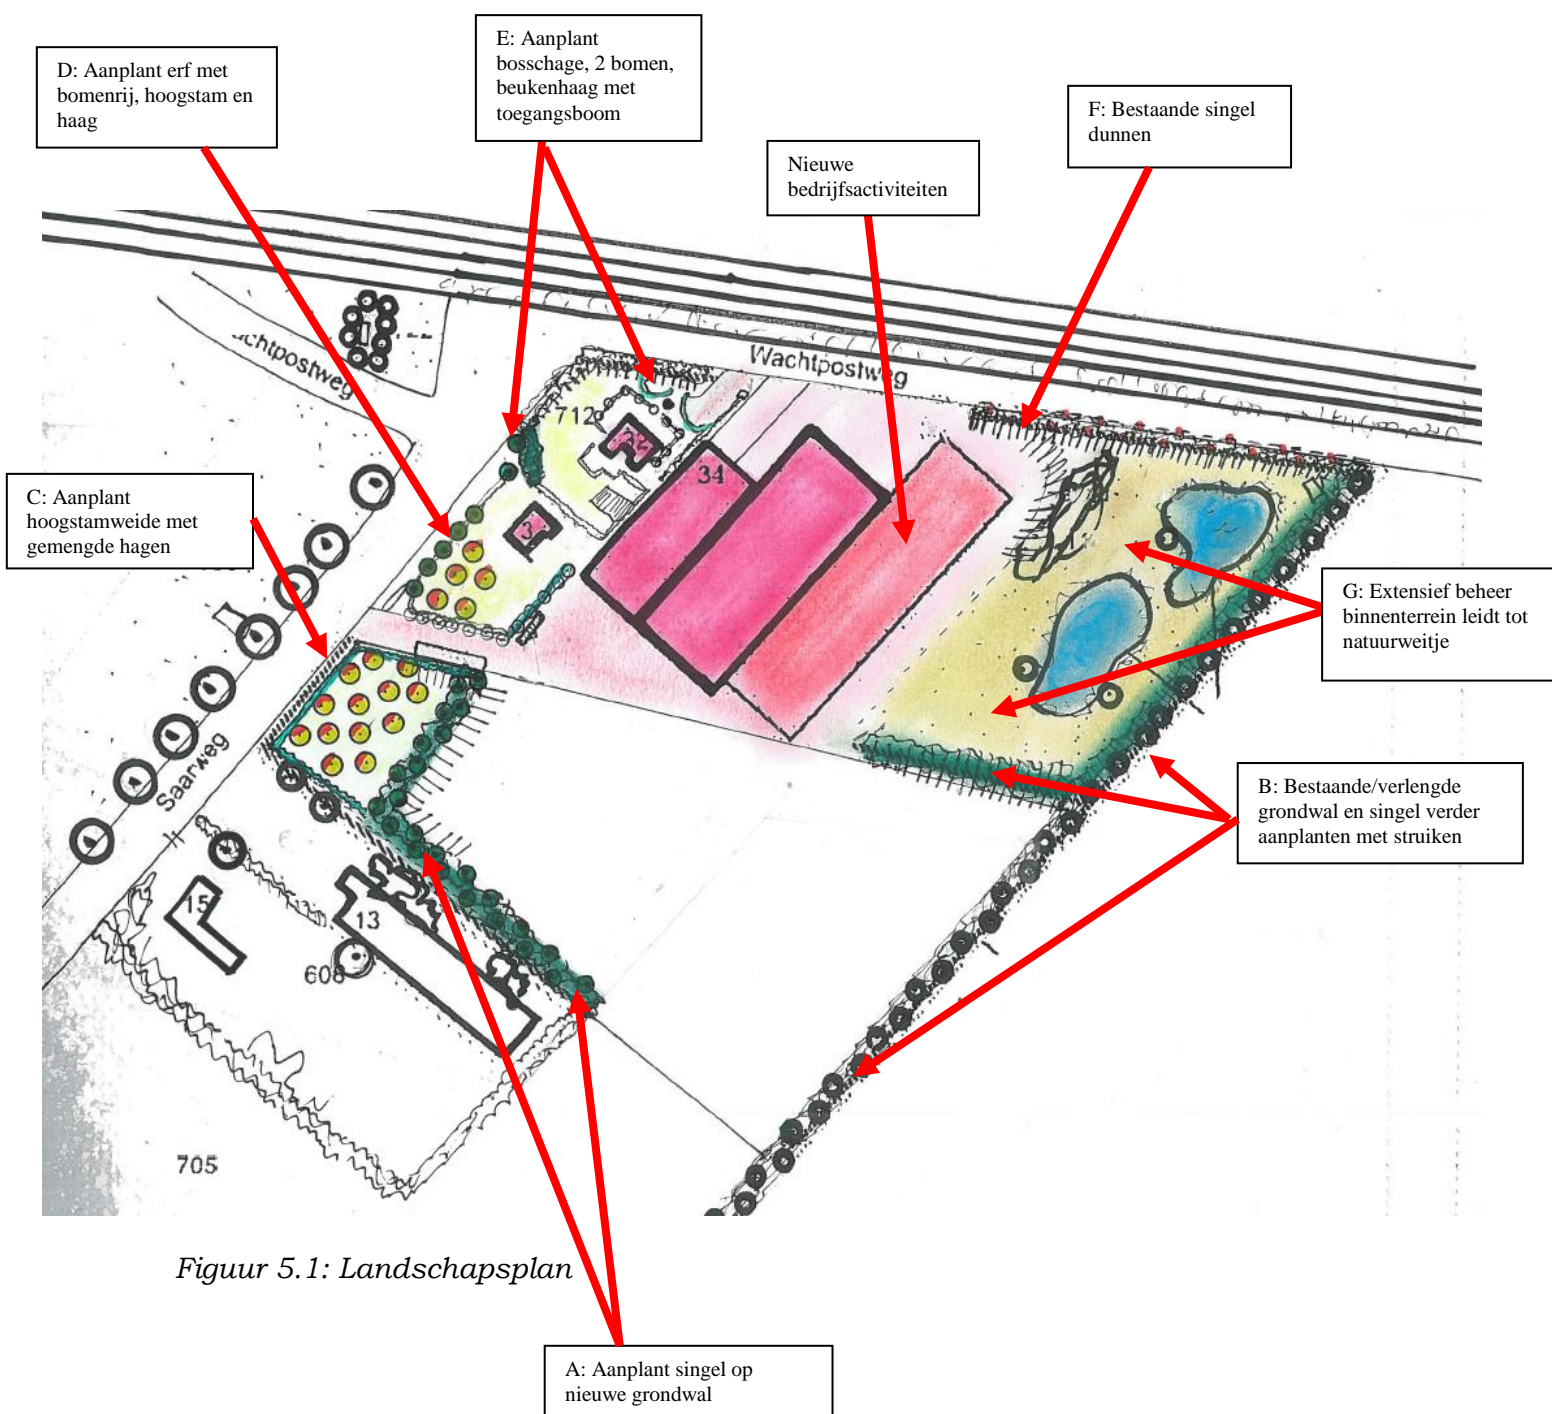 E: Aanplant
bosschage, 2 bomen,
beukenhaag met
toegangsboom
D: Aanplant erf met
bomenrij, hoogstam en
haag
F: Bestaande singel
dunnen
Nieuwe
bedrijfsactiviteiten
Wachtpostweg
chtpostweg
712
34
3
C: Aanplant
hoogstamweide met
gemengde hagen
G: Extensief beheer
binnenterrein leidt tot
natuurweitje
Saarweg
B: Bestaande/verlengde
grondwal en singel verder
aanplanten met struiken
15
13
608
705
Figuur 5.1: Landschapsplan
A: Aanplant singel op
nieuwe grondwal